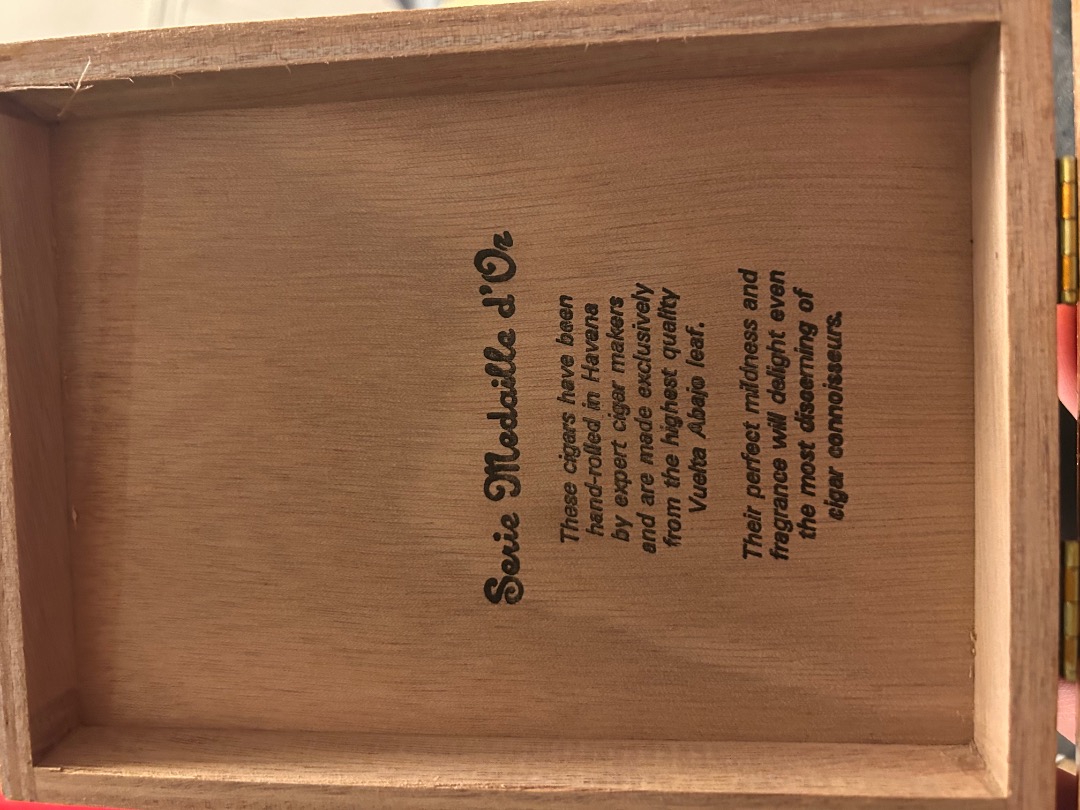 Serie Medaille d'Or
These cigars have been
hand-rolled in Havana
by expert cigar makers
and are made exclusively
from the highest quality
Vuelta Abajo leaf.
Their perfect mildness and
fragrance will delight even
the most discerning of
cigar connoisseurs.